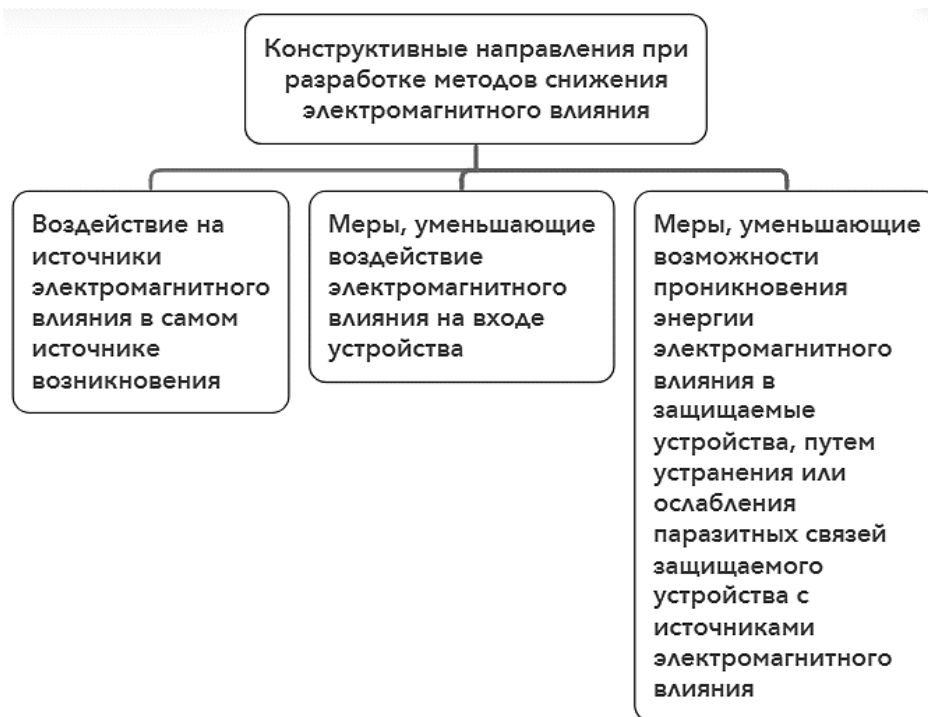 Конструктивные направления при
разработке методов снижения
электромагнитного влияния
Воздействие на
источники
электромагнитного
влияния в самом
источнике
возникновения
Меры, уменьшающие
воздействие
электромагнитного
влияния на входе
устройства
Меры, уменьшающие
возможности
проникновения
энергии
электромагнитного
влияния в
защищаемые
устройства, путем
устранения или
ослабления
паразитных связей
защищаемого
устройства с
источниками
электромагнитного
влияния